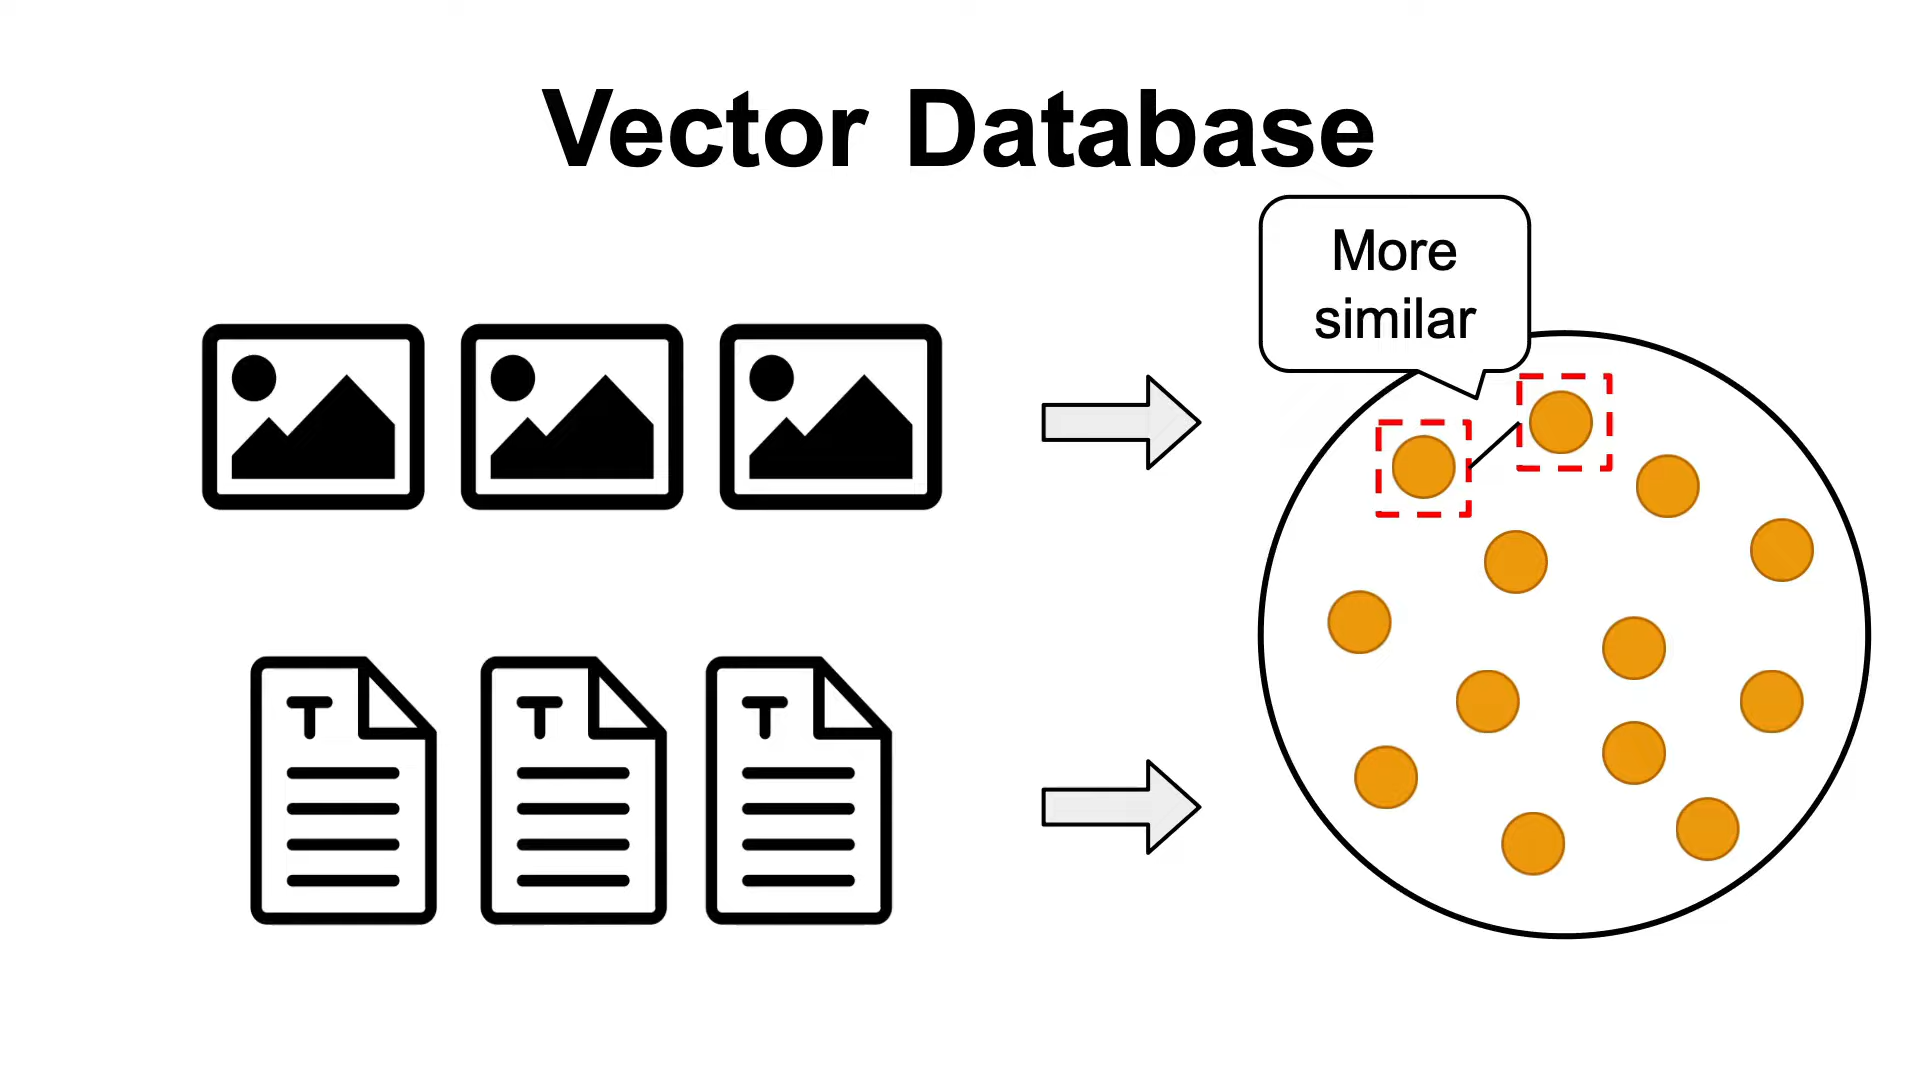 Vector Database
More
similar
T
T
T